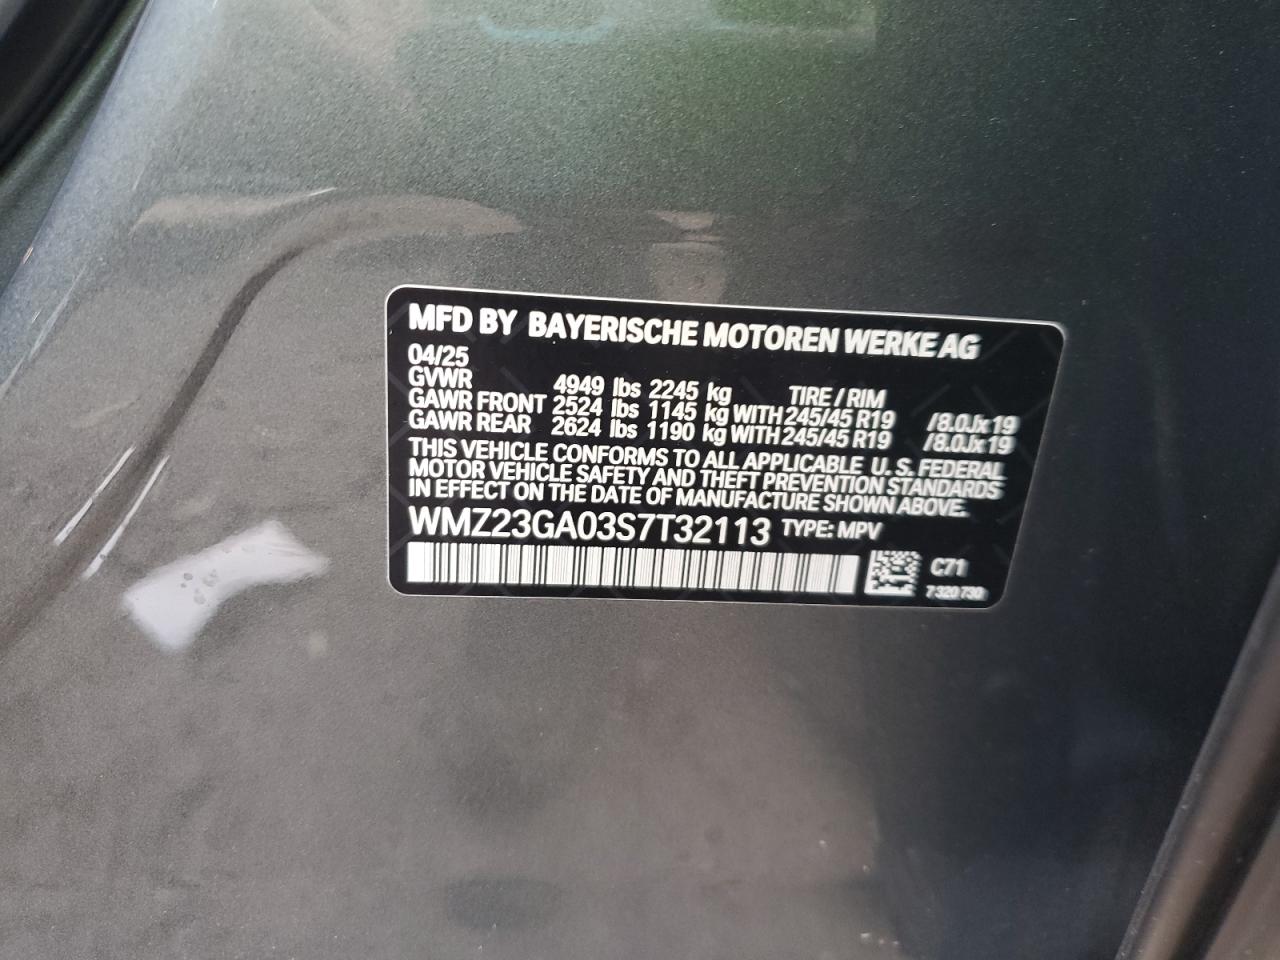 MFD BY BAYERISCHE MOTOREN WERKE AG
04/25
GVWR 4949 lbs 2245 kg TIRE / RIM
GAWR FRONT 2524 lbs 1145 kg WITH 245/45 R19 /8.0Jx19
GAWR REAR 2624 lbs 1190 kg WITH 245/45 R19 /8.0Jx19
THIS VEHICLE CONFORMS TO ALL APPLICABLE U. S. FEDERAL
MOTOR VEHICLE SAFETY AND THEFT PREVENTION STANDARDS
IN EFFECT ON THE DATE OF MANUFACTURE SHOWN ABOVE.
WMZ23GA03S7T32113 TYPE: MPV
C71
7 320 730